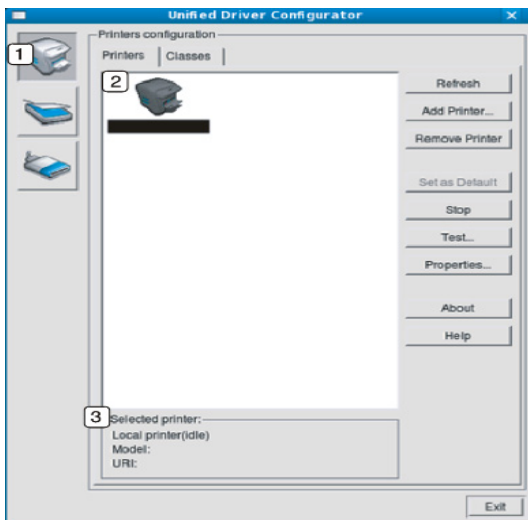 Unified Driver Configurator
Printers configuration
Printers Classes
1
2
Refresh
Add Printer...
Remove Printer
Set as Default
Stop
Test...
Properties...
About
Help
3
Selected printer:
Local printer(idle)
Model:
URI:
Exit